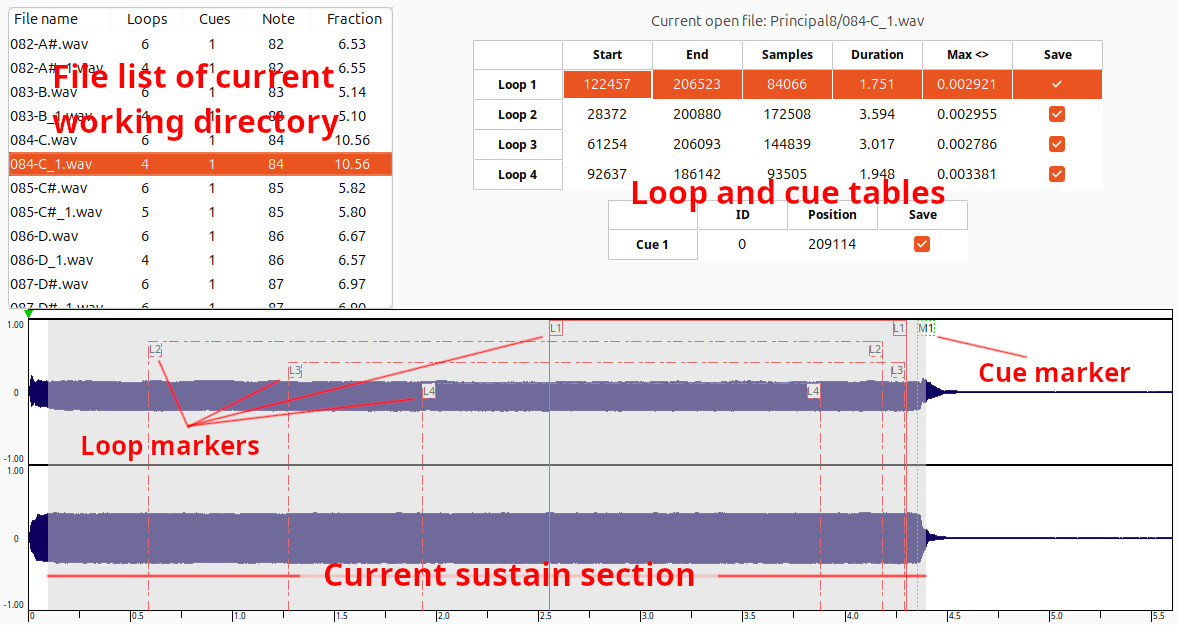 File name Loops Cues Note Fraction
082-A#.wav 6 1 82 6.53
082-A#_1.wav 4 1 82 6.55
File list of current
083-B.wav 6 1 83 5.14
083-B_1.wav 4 1 83 5.10
working directory
084-C.wav 6 1 84 10.56
084-C_1.wav 4 1 84 10.56
085-C#.wav 6 1 85 5.82
085-C#_1.wav 5 1 85 5.80
086-D.wav 6 1 86 6.67
086-D_1.wav 4 1 86 6.57
087-D#.wav 6 1 87 6.97
087-D#_1.wav 6 1 87 6.90
Current open file: Principal8/084-C_1.wav
Start End Samples Duration Max <> Save
Loop 1 122457 206523 84066 1.751 0.002921
Loop 2 28372 200880 172508 3.594 0.002955
Loop 3 61254 206093 144839 3.017 0.002786
Loop 4 92637 186142 93505 1.948 0.003381
Loop and cue tables
ID Position Save
Cue 1 0 209114
1.00
L1 L1 M1
L2 L2
L3 L3
Cue marker
0
L4 L4
Loop markers
-1.00
1.00
0
Current sustain section
-1.00
0 0.5 1.0 1.5 2.0 2.5 3.0 3.5 4.0 4.5 5.0 5.5